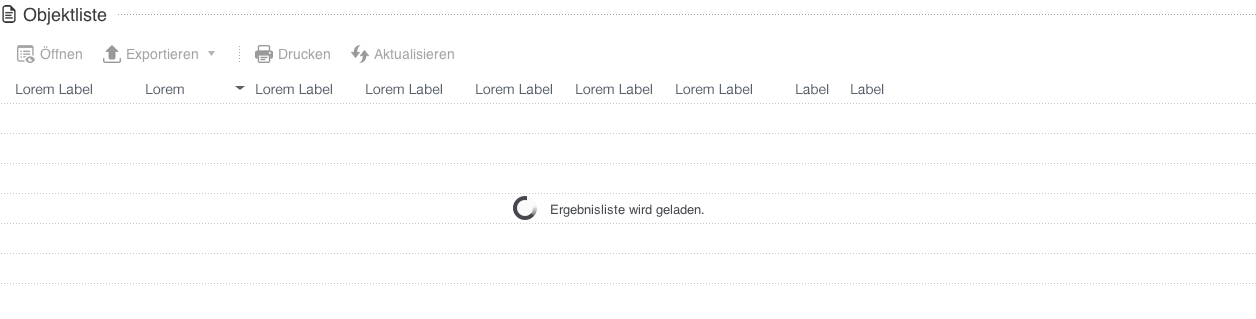 Objektliste
Öffnen Exportieren Drucken Aktualisieren
Lorem Label Lorem Lorem Label Lorem Label Lorem Label Lorem Label Lorem Label Label Label
Ergebnisliste wird geladen.